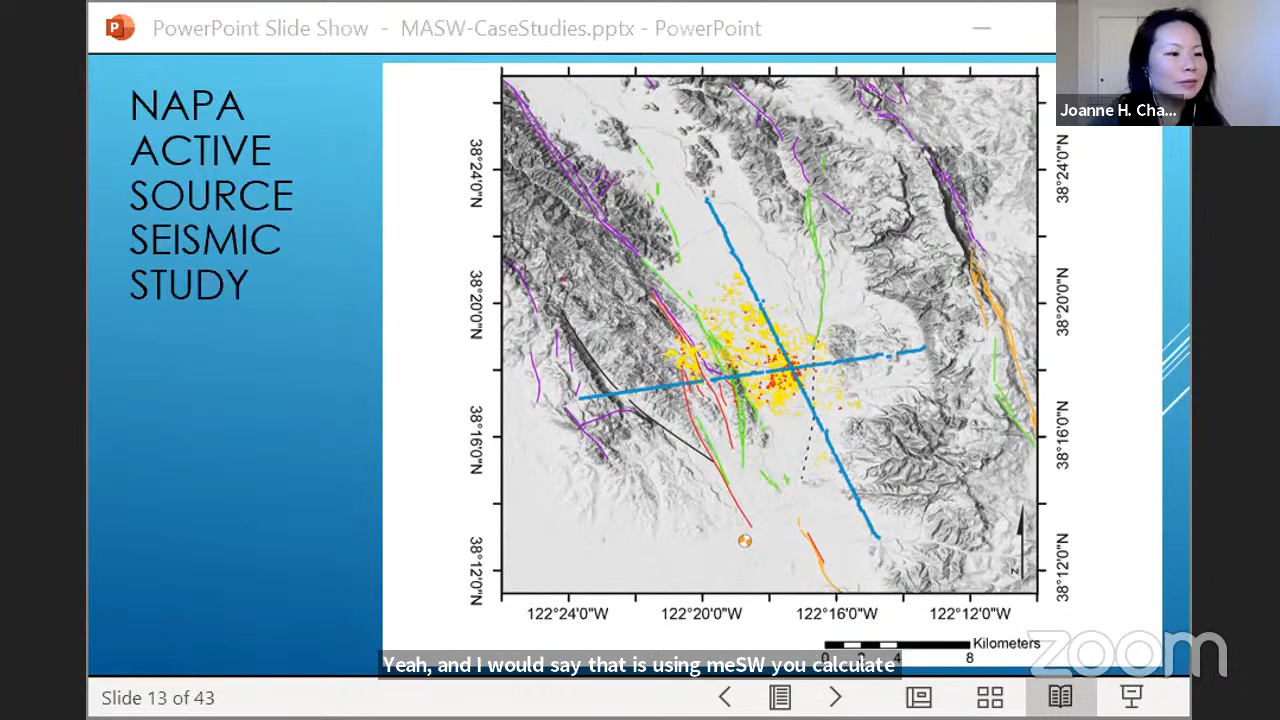 PowerPoint Slide Show - MASW-CaseStudies.pptx - PowerPoint
Joanne H. Cha...
NAPA
ACTIVE
SOURCE
SEISMIC
STUDY
38°24'0"N
38°20'0"N
38°16'0"N
38°12'0"N
38°24'0"N
38°20'0"N
38°16'0"N
38°12'0"N
N
122°24'0"W 122°20'0"W 122°16'0"W 122°12'0"W
Kilometers
8
zoom
Yeah, and I would say that is using meSW you calculate
Slide 13 of 43